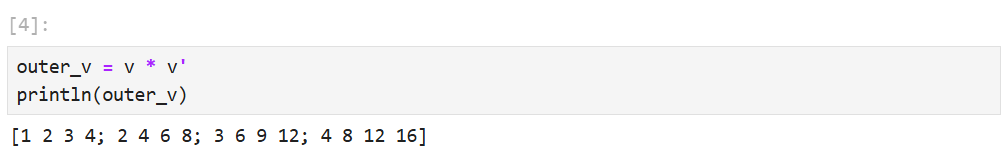 [4]:
outer_v = v * v'
println(outer_v)
[1 2 3 4; 2 4 6 8; 3 6 9 12; 4 8 12 16]